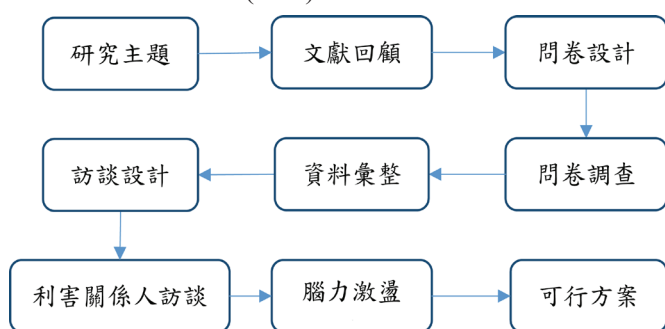 研究主題
文獻回顧
問卷設計
問卷調查
資料彙整
訪談設計
利害關係人訪談
腦力激盪
可行方案